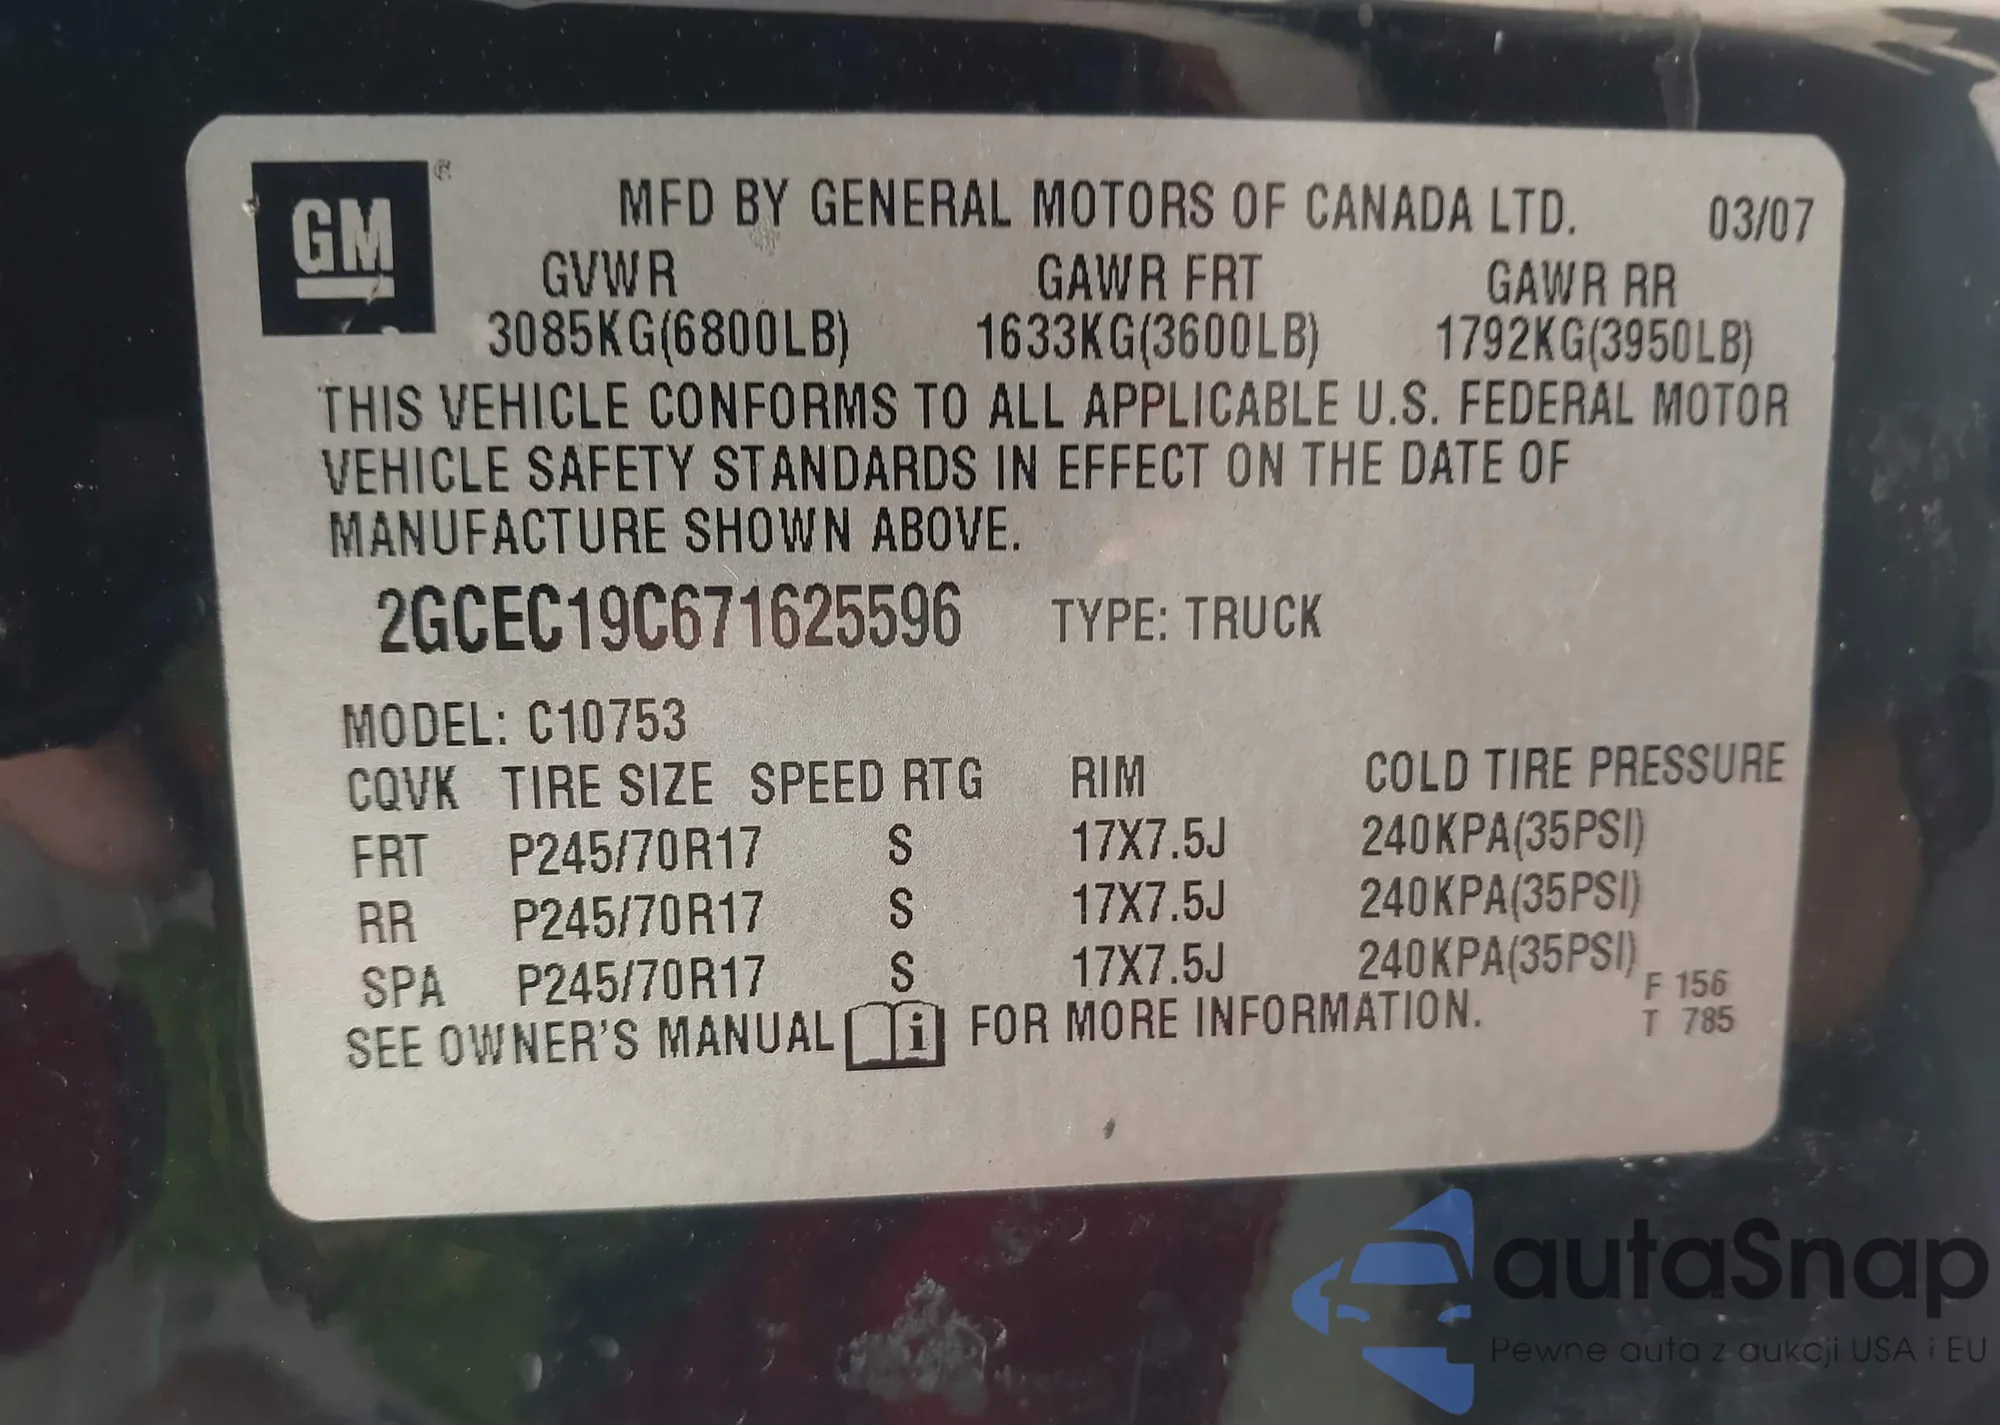 GM
MFD BY GENERAL MOTORS OF CANADA LTD. 03/07
GVWR GAWR FRT GAWR RR
3085KG(6800LB) 1633KG(3600LB) 1792KG(3950LB)
THIS VEHICLE CONFORMS TO ALL APPLICABLE U.S. FEDERAL MOTOR
VEHICLE SAFETY STANDARDS IN EFFECT ON THE DATE OF
MANUFACTURE SHOWN ABOVE.
2GCEC19C671625596 TYPE: TRUCK
MODEL: C10753
CQVK TIRE SIZE SPEED RTG RIM COLD TIRE PRESSURE
FRT P245/70R17 S 17X7.5J 240KPA(35PSI)
RR P245/70R17 S 17X7.5J 240KPA(35PSI)
SPA P245/70R17 S 17X7.5J 240KPA(35PSI)
F 156
T 785
SEE OWNER'S MANUAL i FOR MORE INFORMATION.
autaSnap
Pewne auta z aukcji USA i EU